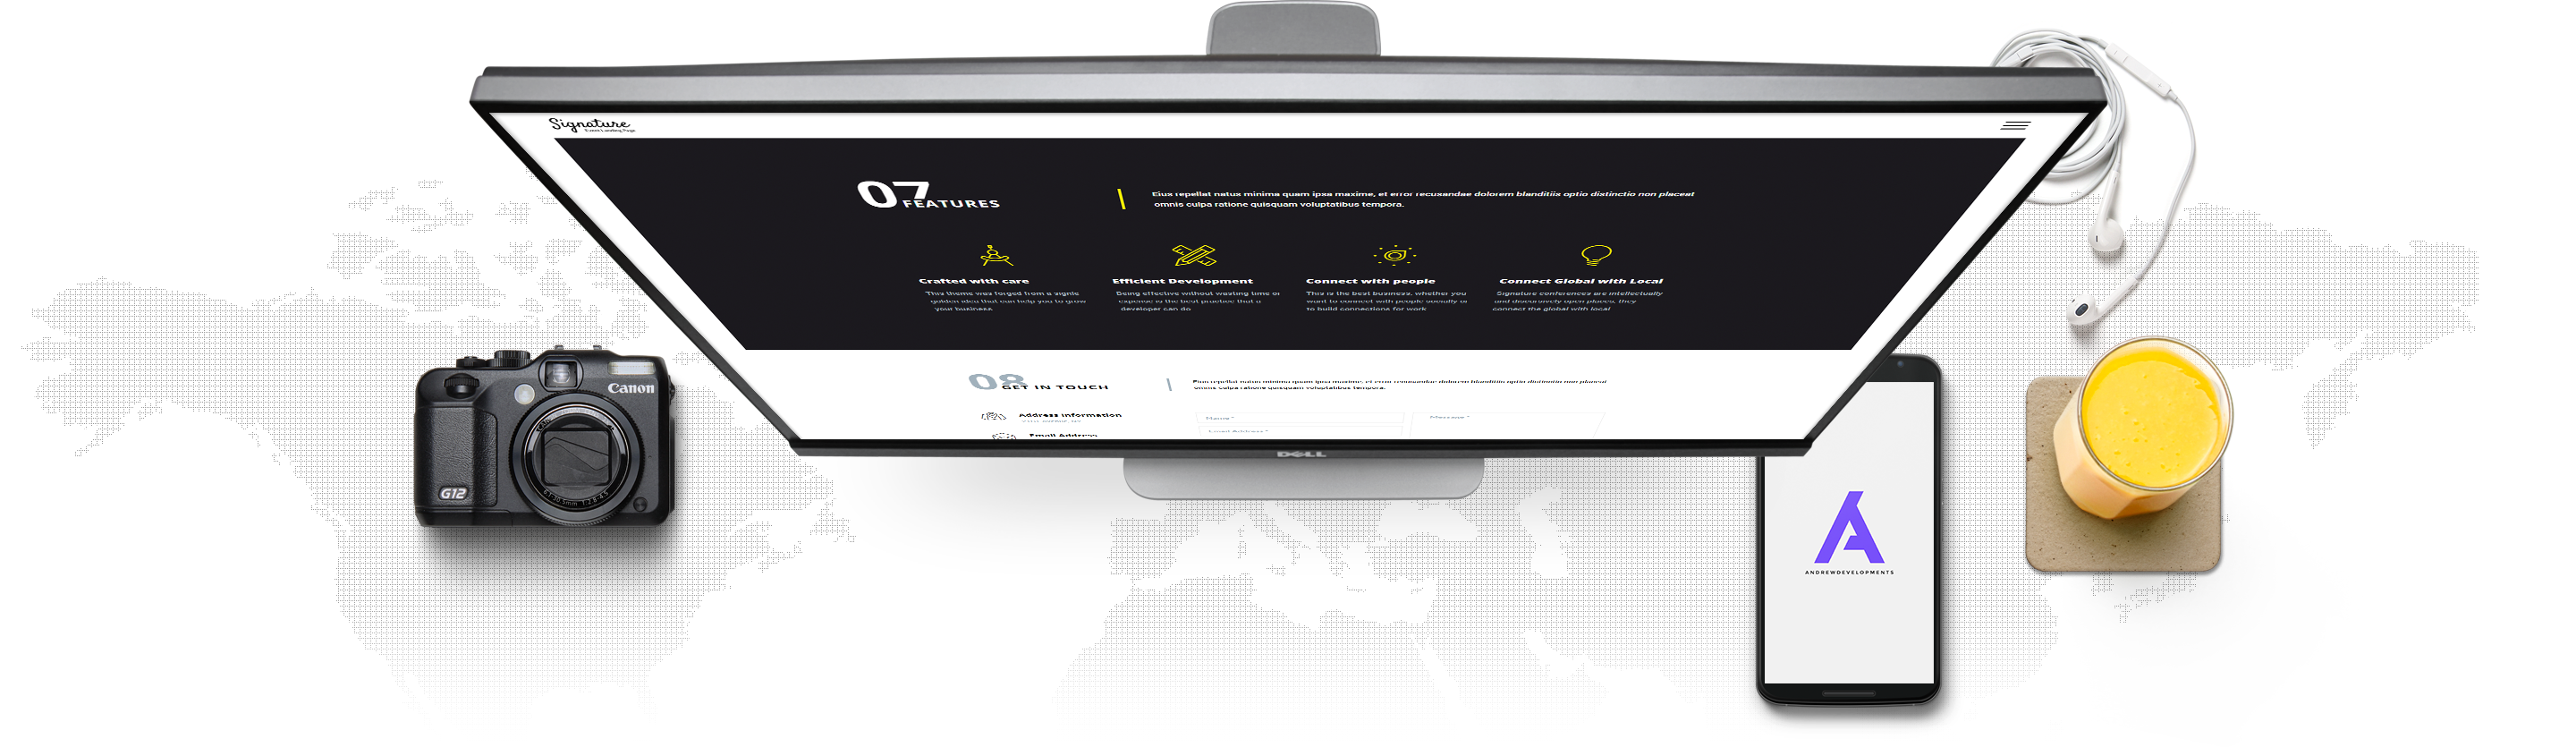 Signature
07
FEATURES
Eius repellat natus minima quam ipsa maxime, et error recusandae dolorem blanditiis optio distinctio non placeat
omnis culpa ratione quisquam voluptatibus tempora.
Crafted with care
This theme was forged from a signle
golden idea that can help you to grow
your business.
Efficient Development
Being effective without wasting time or
expense is the best practice that a
developer can do
Connect with people
This is the best business. whether you
want to connect with people socially or
to build connections for work
Connect Global with Local
Signature conferences are intellectually
and discursively open places, they
connect the global with local
08
GET IN TOUCH
Eius repellat natus minima quam ipsa maxime, et error recusandae dolorem blanditiis optio distinctio non placeat
omnis culpa ratione quisquam voluptatibus tempora.
Address Information
Email Address
Name *
Email Address *
Message *
DELL
Canon
G12
ANDREWDEVELOPMENTS